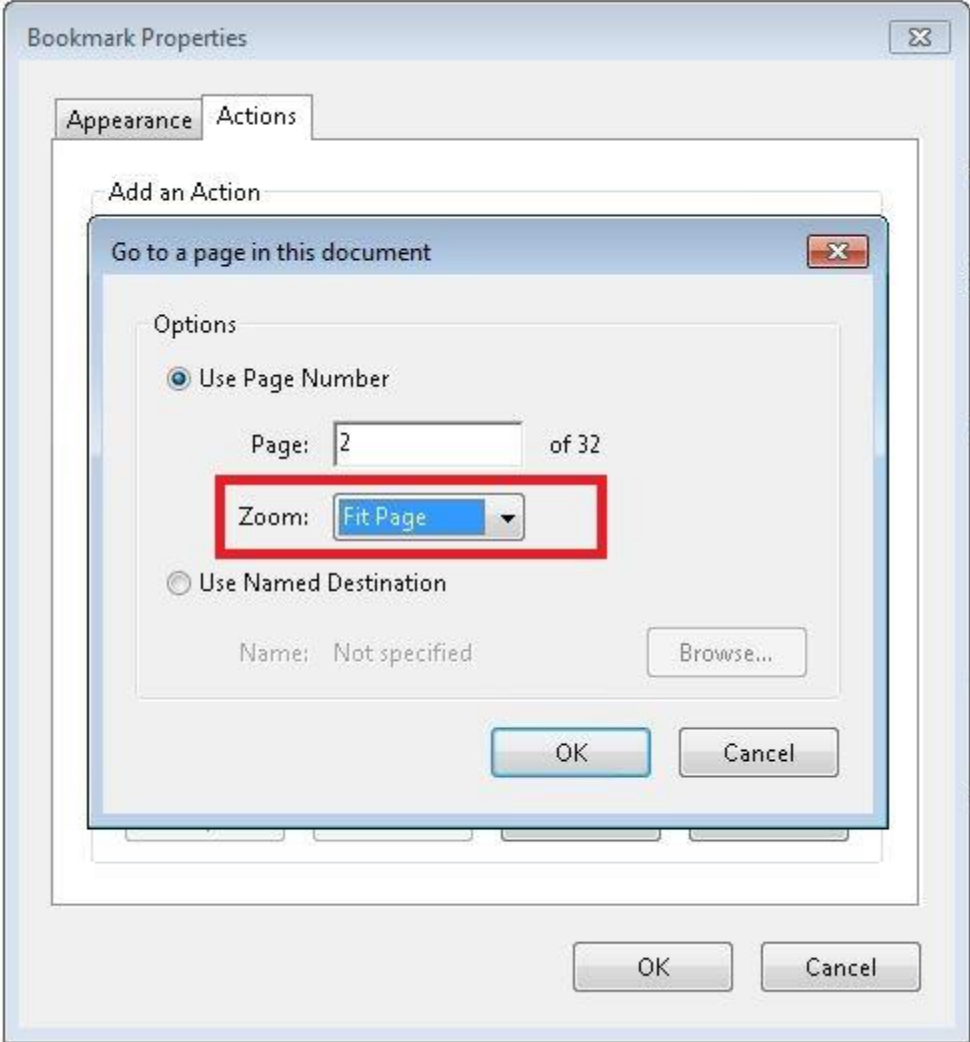 Bookmark Properties
Appearance Actions
Add an Action
Go to a page in this document
Options
Use Page Number
Page: 2 of 32
Zoom: Fit Page
Use Named Destination
Name: Not specified Browse...
OK Cancel
OK Cancel